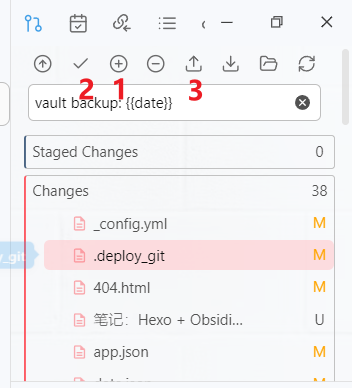 2 1 3
vault backup: {{date}}
Staged Changes 0
Changes 38
_config.yml M
y_git .deploy_git M
404.html M
笔记：Hexo + Obsidi... U
app.json M